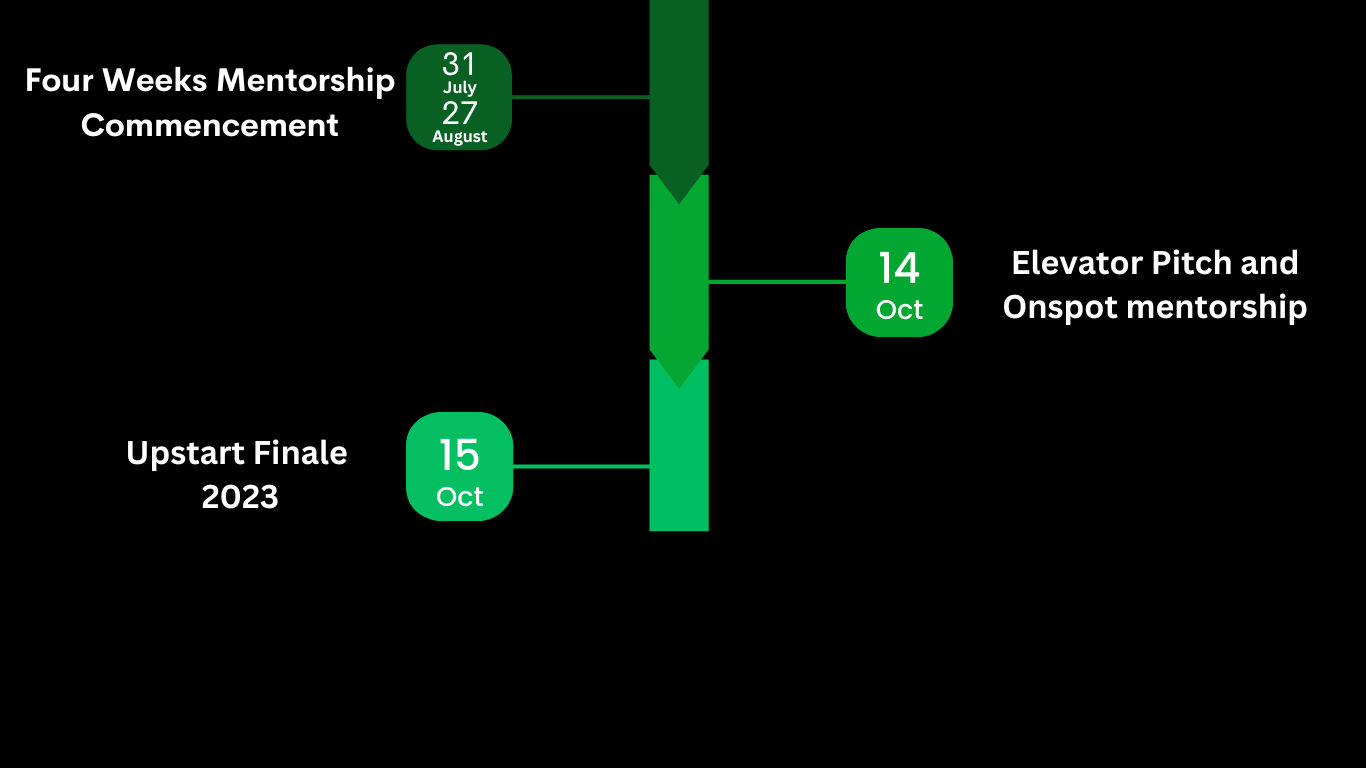 Four Weeks Mentorship
Commencement
31
July
27
August
14
Oct
Elevator Pitch and
Onspot mentorship
Upstart Finale
2023
15
Oct